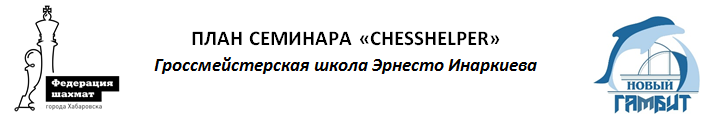 ПЛАН СЕМИНАРА «CHESSHELPER»
Гроссмейстерская школа Эрнесто Инаркиева
Федерация
шахмат
города Хабаровска
НОВЫЙ
ГАМБИТ